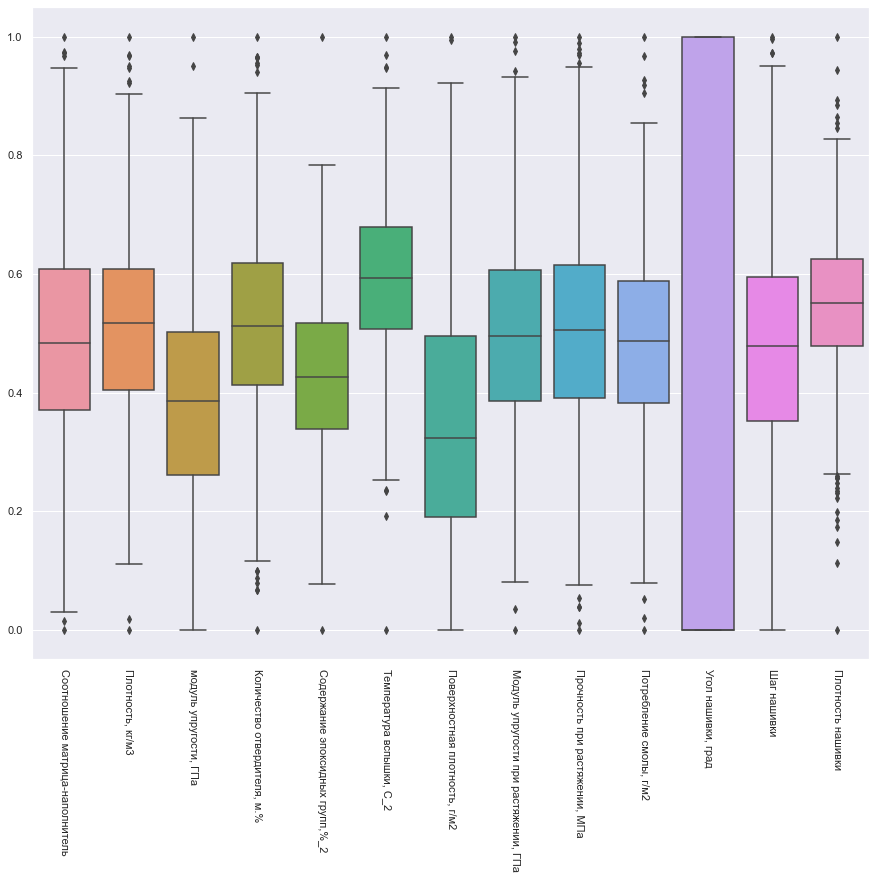 1.0
0.8
0.6
0.4
0.2
0.0
Соотношение матрица-наполнитель
Плотность, кг/м3
модуль упругости, ГПа
Количество отвердителя, м.%
Содержание эпоксидных групп,%_2
Температура вспышки, С_2
Поверхностная плотность, г/м2
Модуль упругости при растяжении, ГПа
Прочность при растяжении, МПа
Потребление смолы, г/м2
Угол нашивки, град
Шаг нашивки
Плотность нашивки